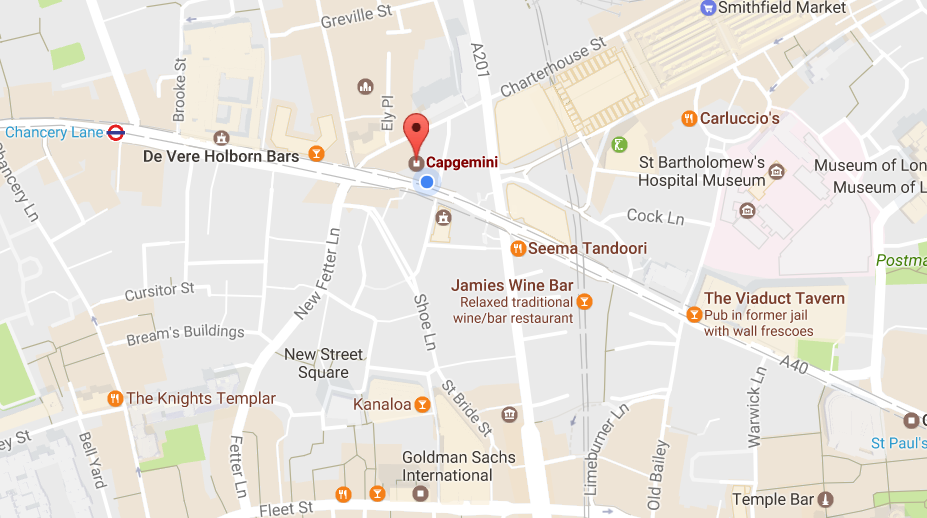 Smithfield Market
Greville St
A201
Charterhouse St
Brooke St
Ely Pl
Carluccio's
Chancery Lane
De Vere Holborn Bars
Capgemini
St Bartholomew's
Hospital Museum
Museum of Lon
Museum of L
Chancery Ln
Cock Ln
Seema Tandoori
Postma
New Fetter Ln
Jamies Wine Bar
Relaxed traditional
wine/bar restaurant
Cursitor St
The Viaduct Tavern
Pub in former jail
with wall frescoes
Shoe Ln
Bream's Buildings
New Street
Square
A40
The Knights Templar
Kanaloa
St Bride St
Warwick Ln
Limeburner Ln
St Paul's
ey St
Bell Yard
Fetter Ln
Goldman Sachs
International
Old Bailey
Temple Bar
Fleet St